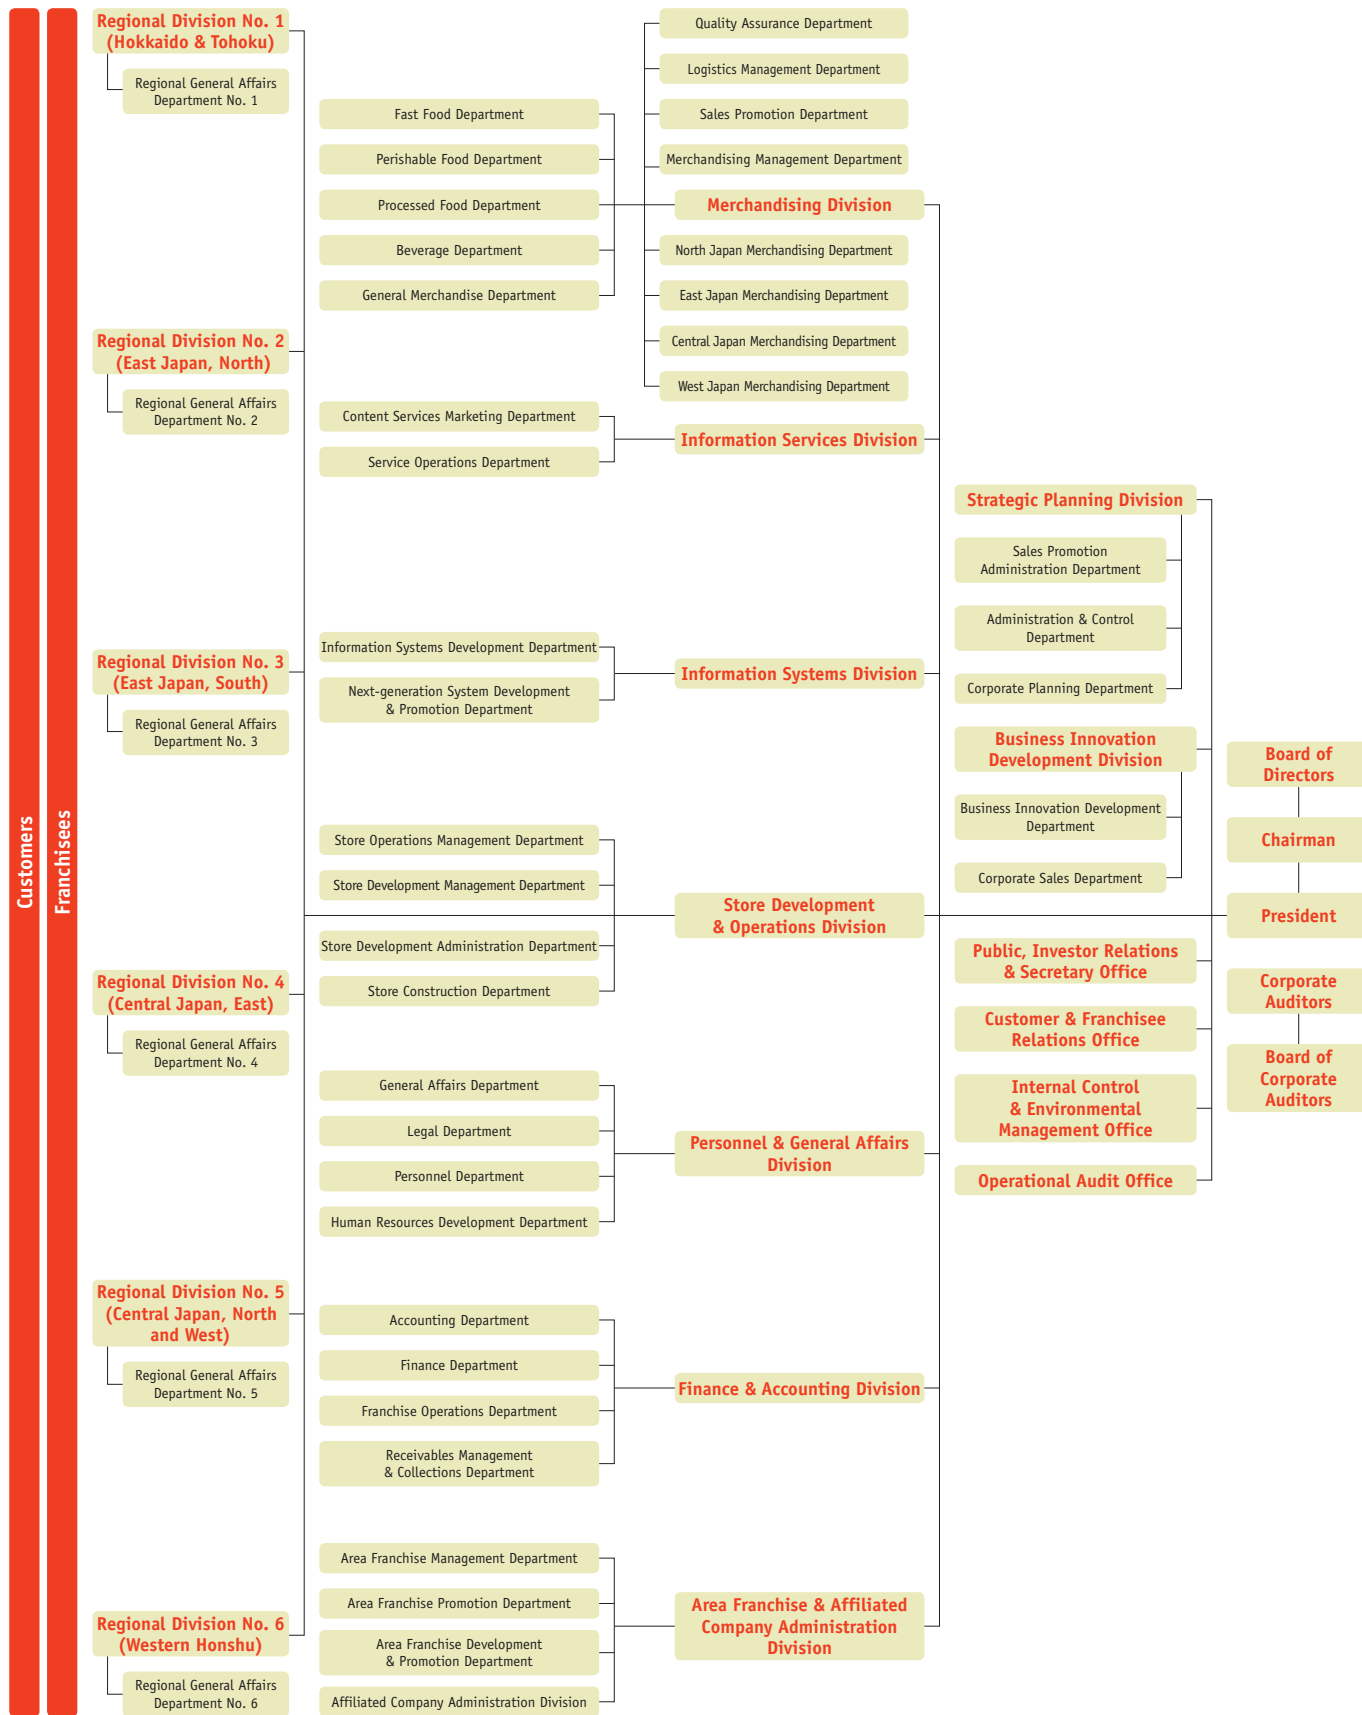 Customers
Franchisees
Regional Division No. 1
(Hokkaido & Tohoku)
Regional General Affairs
Department No. 1
Regional Division No. 2
(East Japan, North)
Regional General Affairs
Department No. 2
Regional Division No. 3
(East Japan, South)
Regional General Affairs
Department No. 3
Regional Division No. 4
(Central Japan, East)
Regional General Affairs
Department No. 4
Regional Division No. 5
(Central Japan, North
and West)
Regional General Affairs
Department No. 5
Regional Division No. 6
(Western Honshu)
Regional General Affairs
Department No. 6
Fast Food Department
Perishable Food Department
Processed Food Department
Beverage Department
General Merchandise Department
Content Services Marketing Department
Service Operations Department
Information Systems Development Department
Next-generation System Development
& Promotion Department
Store Operations Management Department
Store Development Management Department
Store Development Administration Department
Store Construction Department
General Affairs Department
Legal Department
Personnel Department
Human Resources Development Department
Accounting Department
Finance Department
Franchise Operations Department
Receivables Management
& Collections Department
Area Franchise Management Department
Area Franchise Promotion Department
Area Franchise Development
& Promotion Department
Affiliated Company Administration Division
Quality Assurance Department
Logistics Management Department
Sales Promotion Department
Merchandising Management Department
Merchandising Division
North Japan Merchandising Department
East Japan Merchandising Department
Central Japan Merchandising Department
West Japan Merchandising Department
Information Services Division
Information Systems Division
Store Development
& Operations Division
Personnel & General Affairs
Division
Finance & Accounting Division
Area Franchise & Affiliated
Company Administration
Division
Strategic Planning Division
Sales Promotion
Administration Department
Administration & Control
Department
Corporate Planning Department
Business Innovation
Development Division
Business Innovation Development
Department
Corporate Sales Department
Public, Investor Relations
& Secretary Office
Customer & Franchisee
Relations Office
Internal Control
& Environmental
Management Office
Operational Audit Office
Board of
Directors
Chairman
President
Corporate
Auditors
Board of
Corporate
Auditors